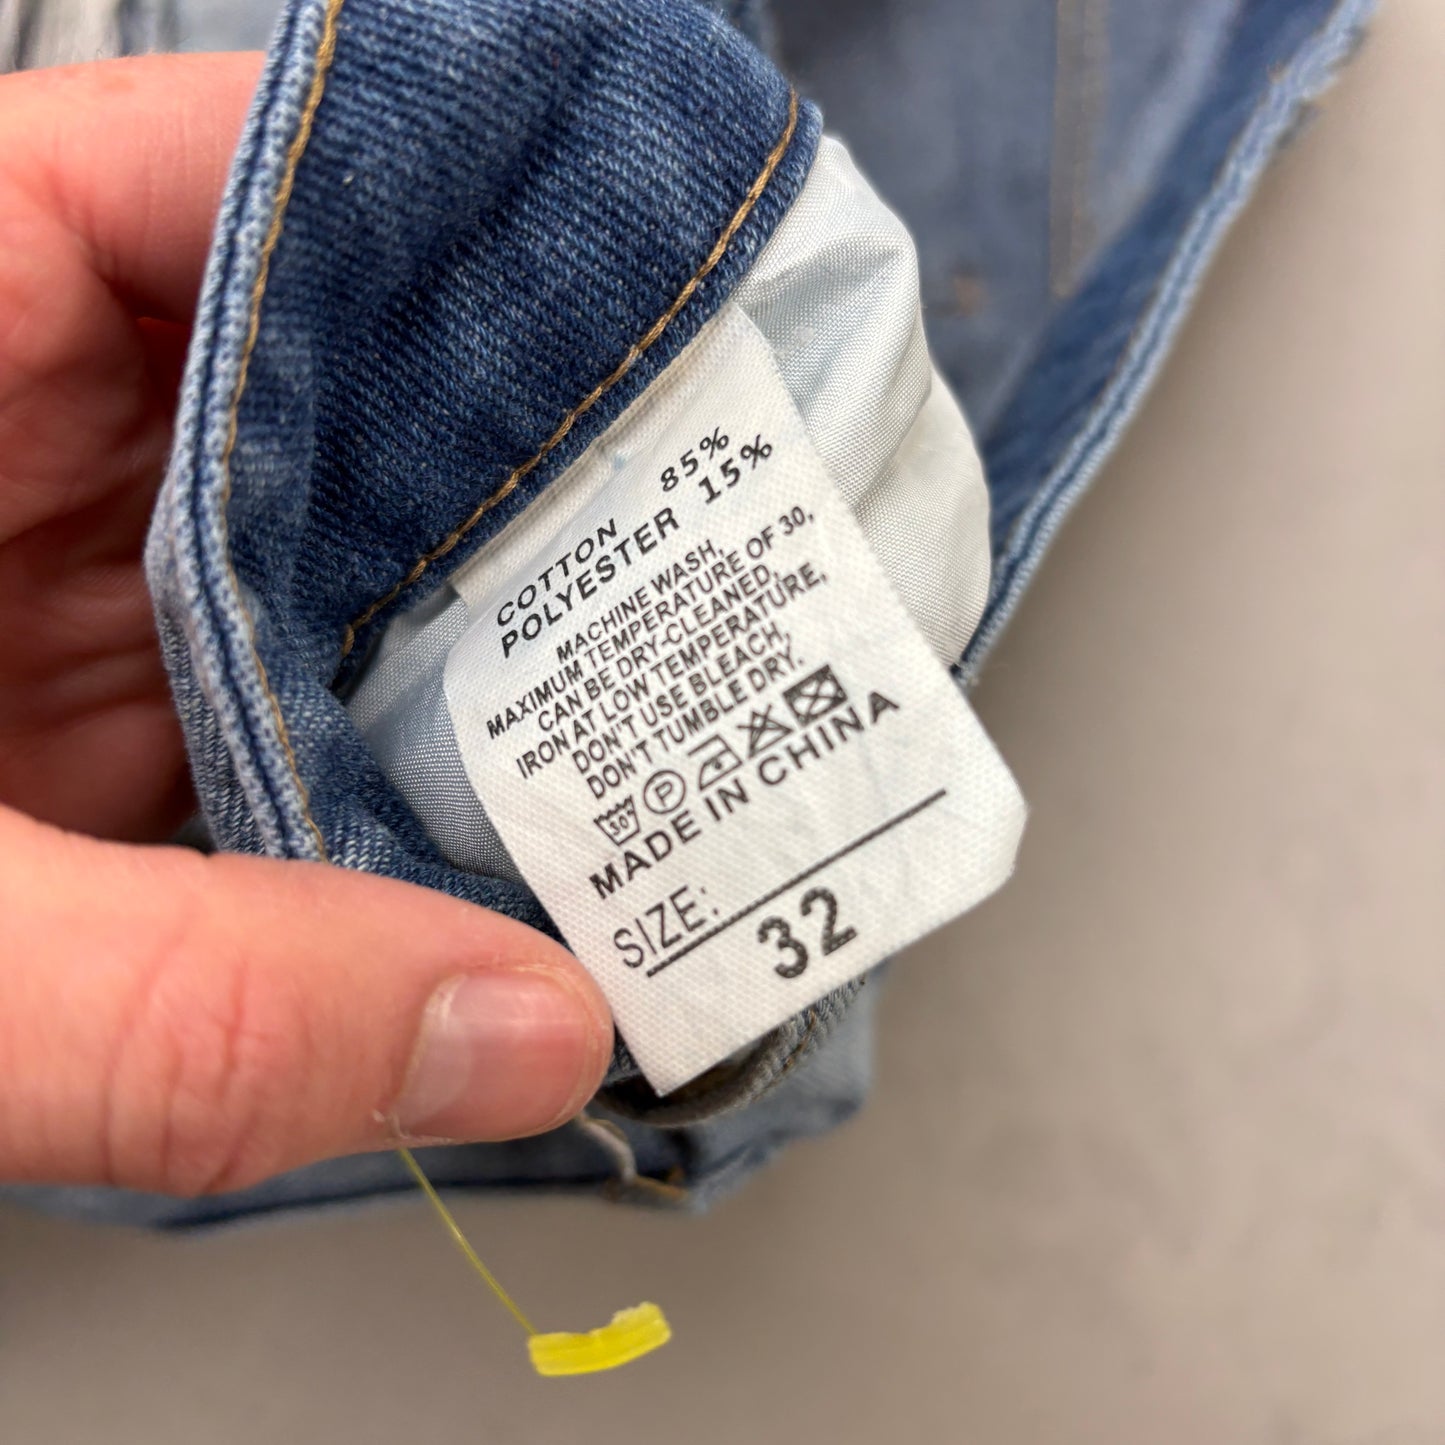 COTTON 85%
POLYESTER 15%
MACHINE WASH,
MAXIMUM TEMPERATURE OF 30,
CAN BE DRY-CLEANED,
IRON AT LOW TEMPERATURE,
DON'T USE BLEACH,
DON'T TUMBLE DRY.
30 P
MADE IN CHINA
SIZE:
32